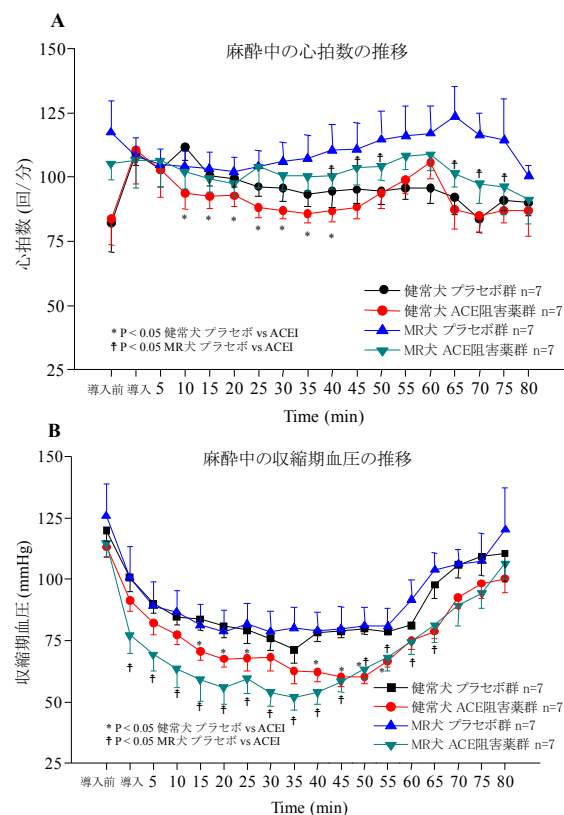 A
麻酔中の心拍数の推移
150
125
100
75
50
25
心拍数 (回/分)
* * * * * * *
☨ ☨ ☨ ☨ ☨ ☨
健常犬 プラセボ群 n=7
健常犬 ACE阻害薬群 n=7
MR犬 プラセボ群 n=7
MR犬 ACE阻害薬群 n=7
* P < 0.05 健常犬 プラセボ vs ACEI
☨ P < 0.05 MR犬 プラセボ vs ACEI
導入前 導入 5 10 15 20 25 30 35 40 45 50 55 60 65 70 75 80
Time (min)
B
麻酔中の収縮期血圧の推移
150
125
100
75
50
25
収縮期血圧 (mmHg)
* * * * * * *
☨ ☨ ☨ ☨ ☨ ☨ ☨ ☨ ☨ ☨ ☨ ☨ ☨ ☨
健常犬 プラセボ群 n=7
健常犬 ACE阻害薬群 n=7
MR犬 プラセボ群 n=7
MR犬 ACE阻害薬群 n=7
* P < 0.05 健常犬 プラセボ vs ACEI
☨ P < 0.05 MR犬 プラセボ vs ACEI
導入前 導入 5 10 15 20 25 30 35 40 45 50 55 60 65 70 75 80
Time (min)